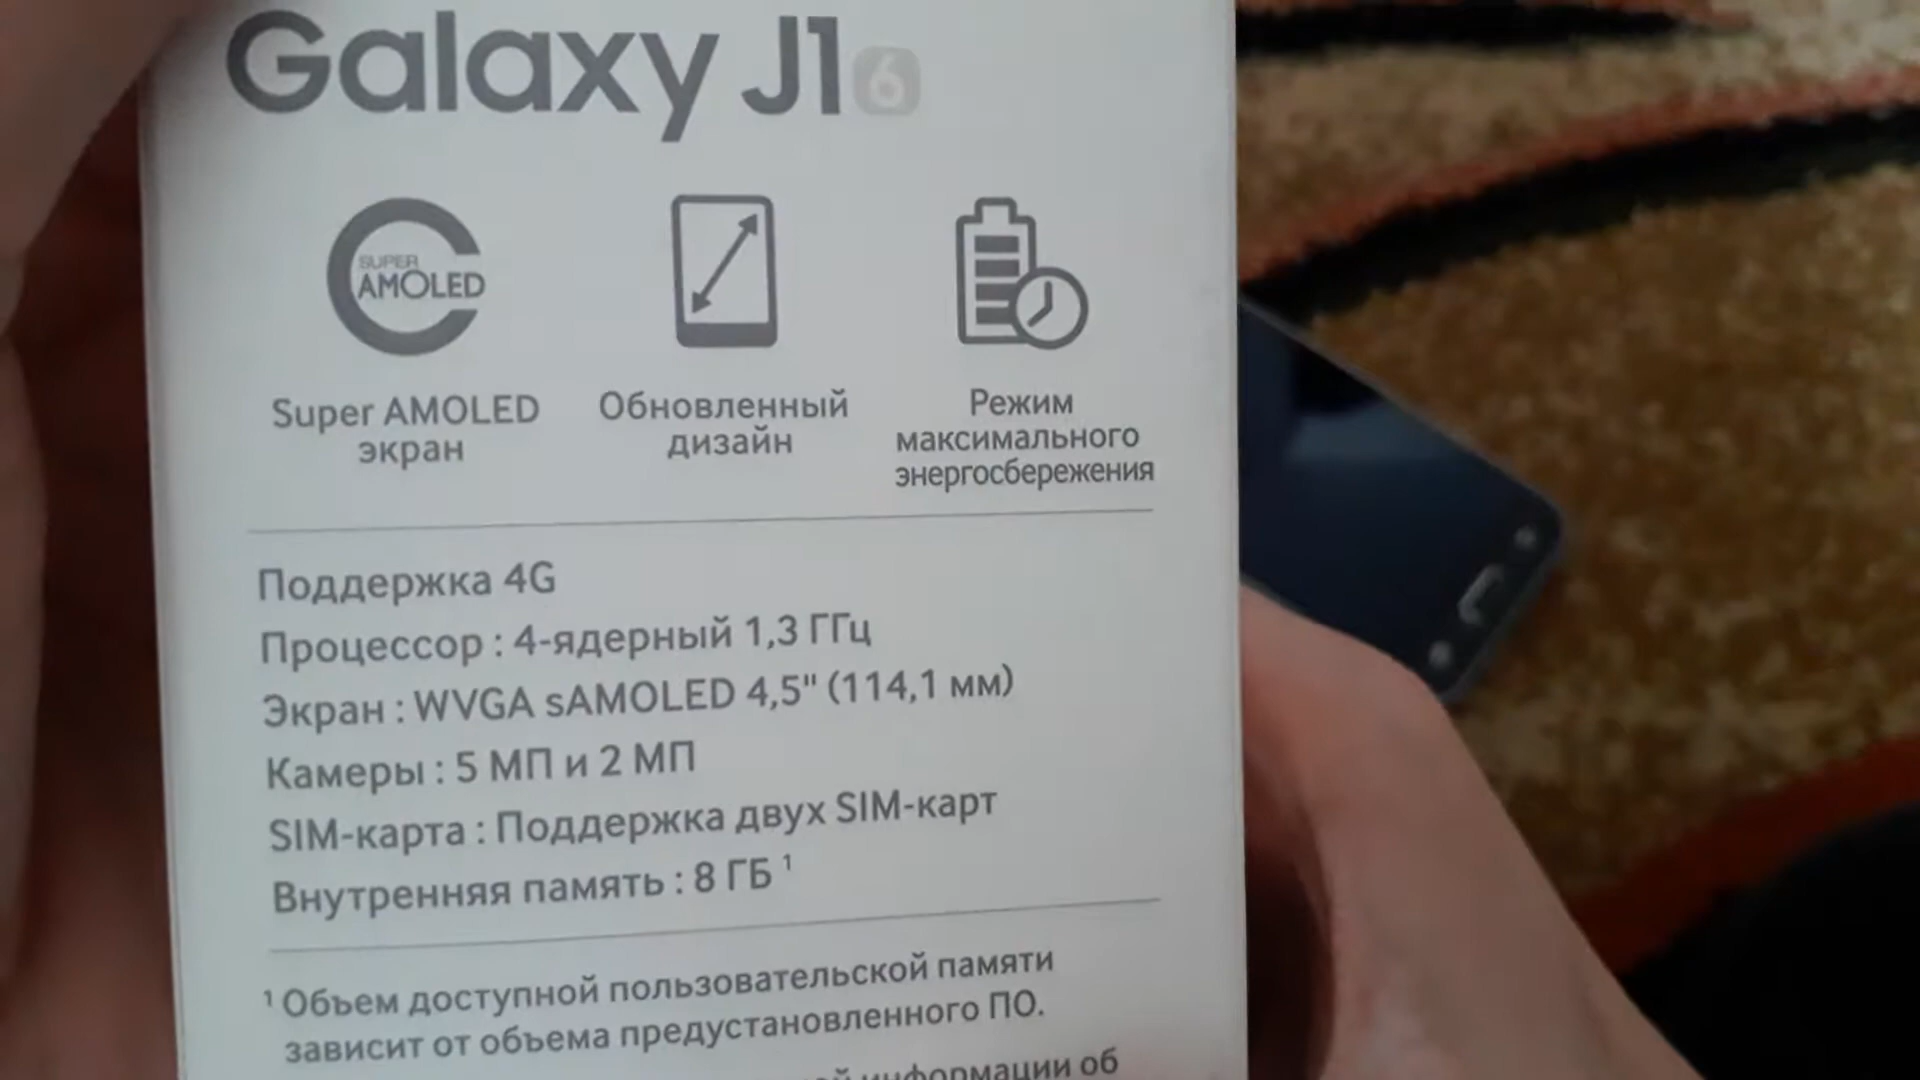 Galaxy J1 6
SUPER
AMOLED
Super AMOLED
экран
Обновленный
дизайн
Режим
максимального
энергосбережения
Поддержка 4G
Процессор : 4-ядерный 1,3 ГГц
Экран : WVGA sAMOLED 4,5" (114,1 мм)
Камеры : 5 МП и 2 МП
SIM-карта : Поддержка двух SIM-карт
Внутренняя память : 8 ГБ ¹
¹ Объем доступной пользовательской памяти
зависит от объема предустановленного ПО.
информации об